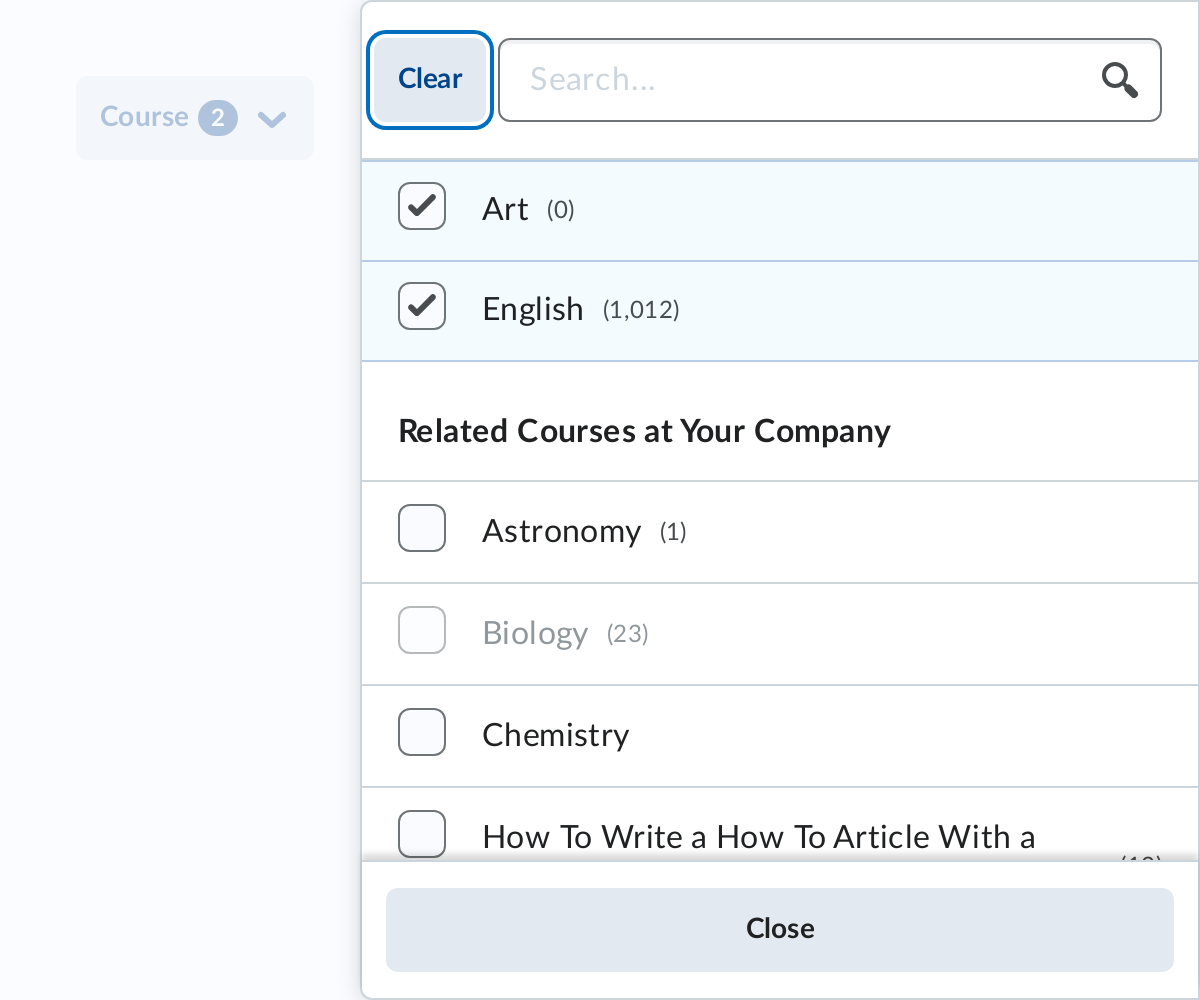 Clear
Search...
Course 2
Art (0)
English (1,012)
Related Courses at Your Company
Astronomy (1)
Biology (23)
Chemistry
How To Write a How To Article With a
Close